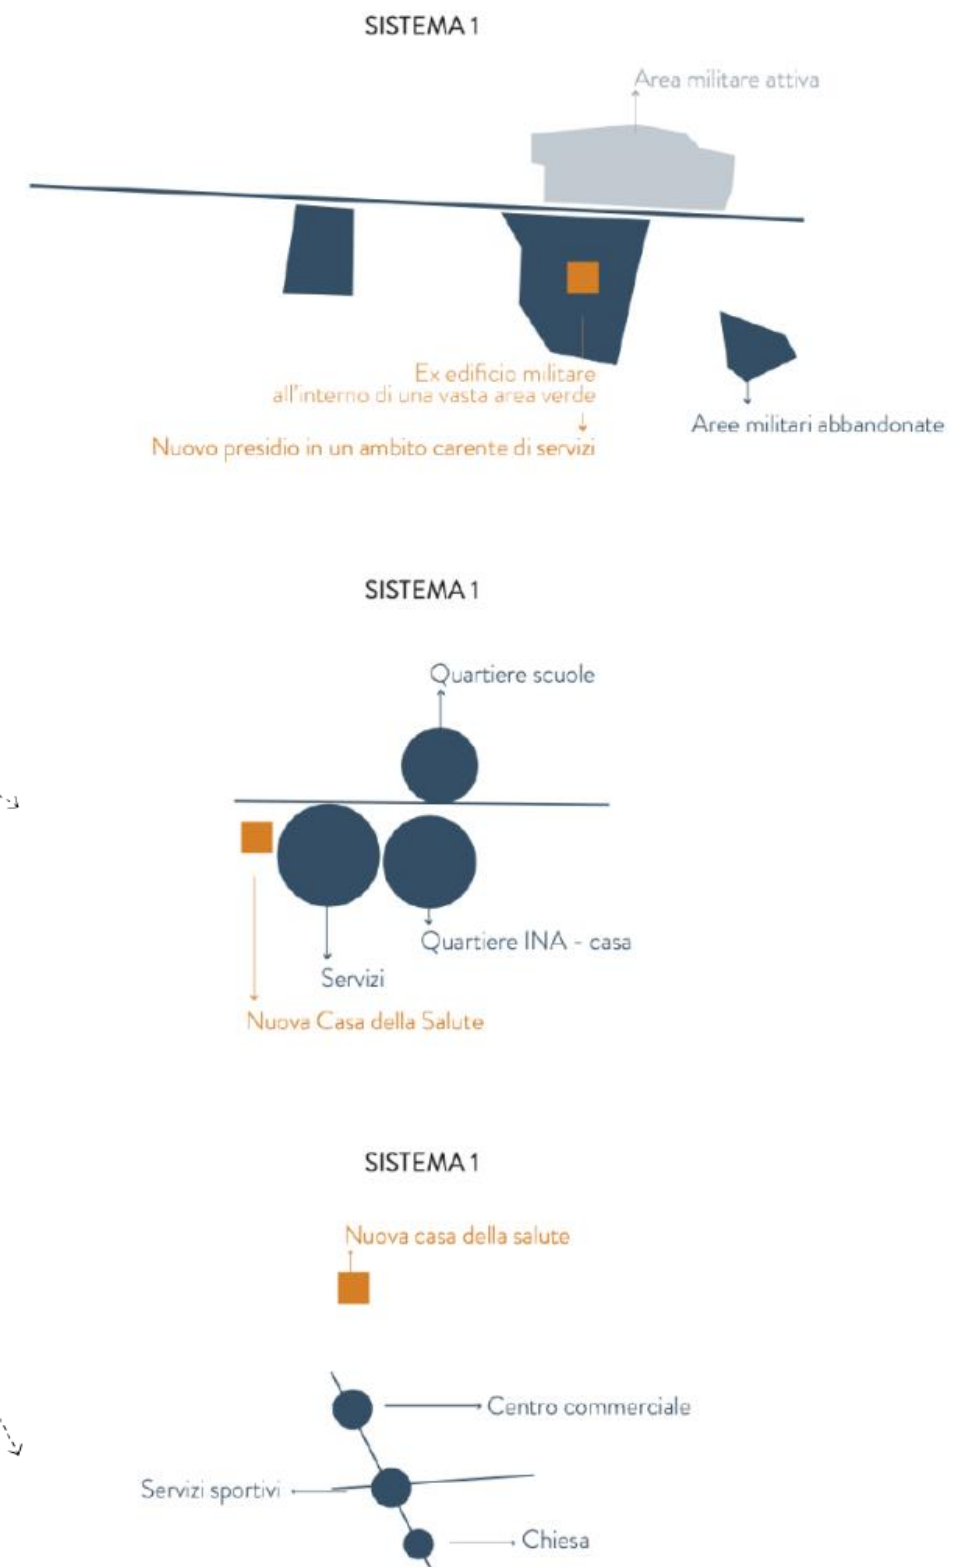 SISTEMA 1
Area militare attiva
Ex edificio militare
all'interno di una vasta area verde
Nuovo presidio in un ambito carente di servizi
Aree militari abbandonate
SISTEMA 1
Quartiere scuole
Quartiere INA - casa
Servizi
Nuova Casa della Salute
SISTEMA 1
Nuova casa della salute
Centro commerciale
Servizi sportivi
Chiesa